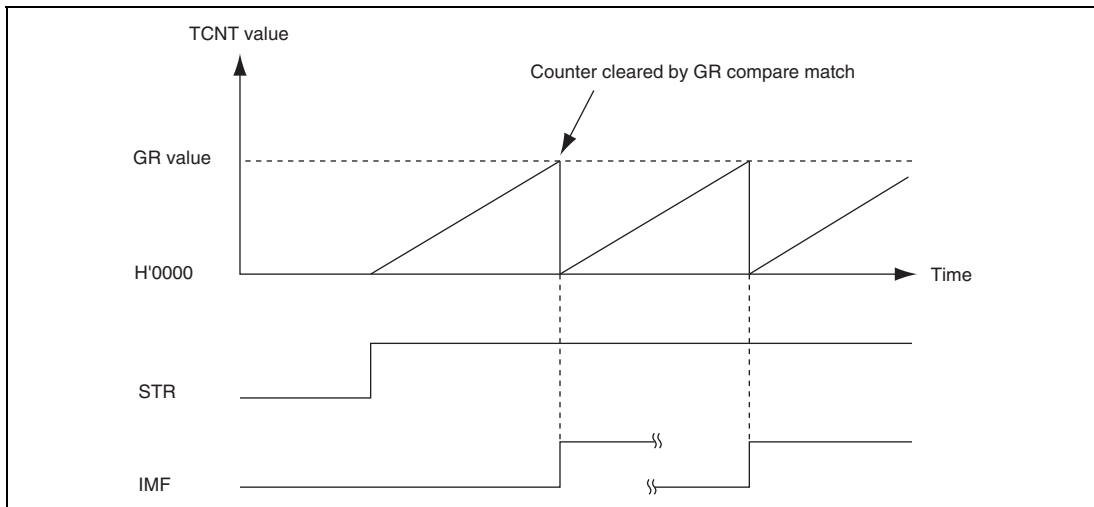 TCNT value
Counter cleared by GR compare match
GR value
H'0000
Time
STR
IMF